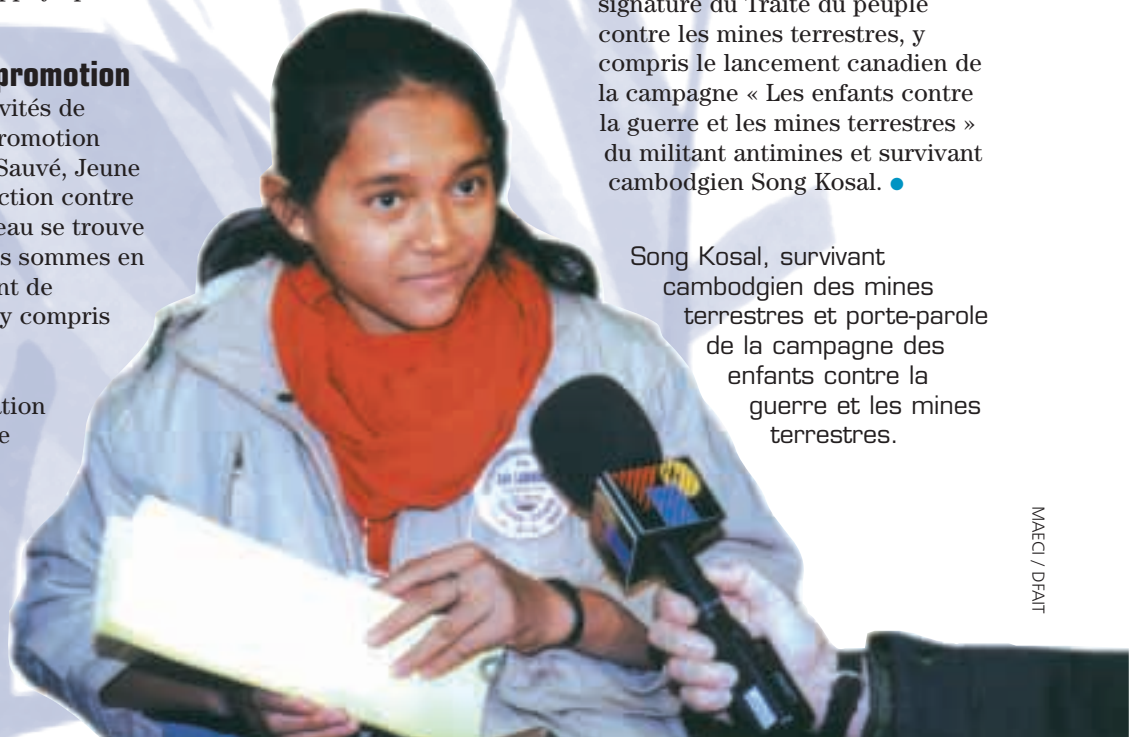 promotion
vités de
romotion
Sauvé, Jeune
ction contre
eau se trouve
s sommes en
nt de
y compris
tion
e
signature du Traité du peuple
contre les mines terrestres, y
compris le lancement canadien de
la campagne « Les enfants contre
la guerre et les mines terrestres »
du militant antimines et survivant
cambodgien Song Kosal. ●
Song Kosal, survivant
cambodgien des mines
terrestres et porte-parole
de la campagne des
enfants contre la
guerre et les mines
terrestres.
MAECI / DFAIT